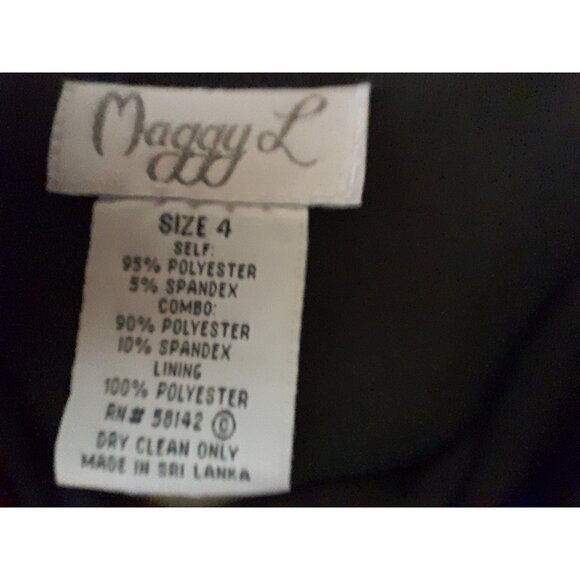 Maggy L
SIZE 4
SELF:
95% POLYESTER
5% SPANDEX
COMBO:
90% POLYESTER
10% SPANDEX
LINING
100% POLYESTER
RN# 58142 ©
DRY CLEAN ONLY
MADE IN SRI LANKA